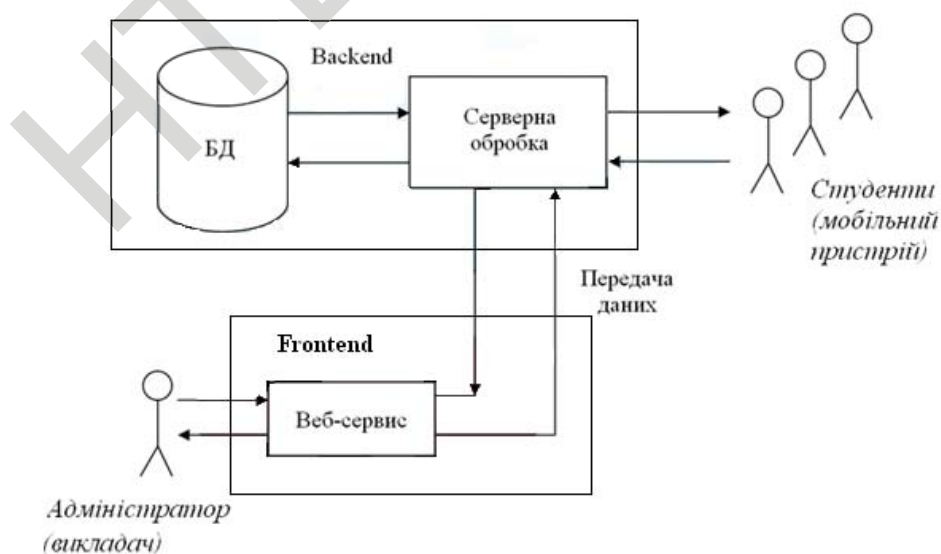 Backend
БД
Серверна
обробка
Студенти
(мобільний
пристрій)
Передача
даних
Frontend
Веб-сервис
Адміністратор
(викладач)